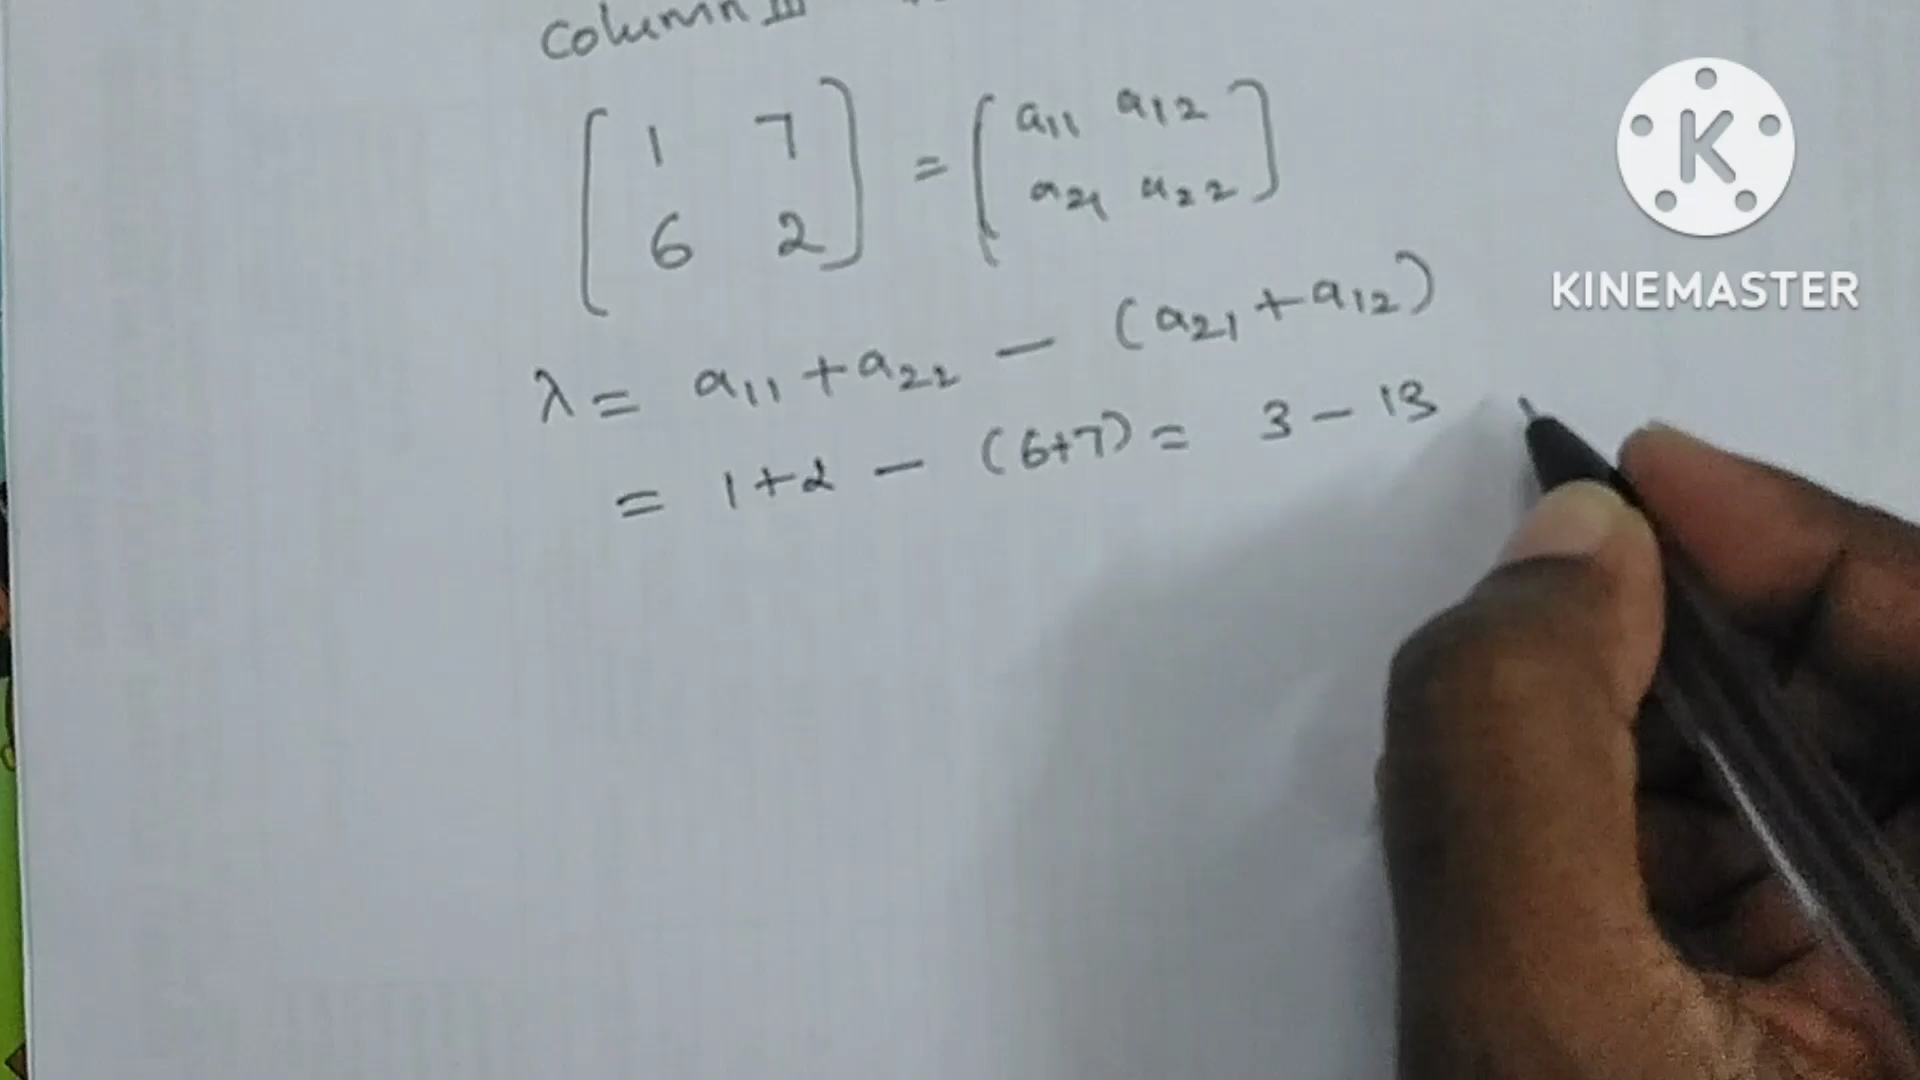 Column III
[ 1 7 ] = [ a11 a12 ]
[ 6 2 ] [ a21 a22 ]
λ = a11 + a22 - (a21 + a12)
= 1+2 - (6+7) = 3 - 13
K
KINEMASTER